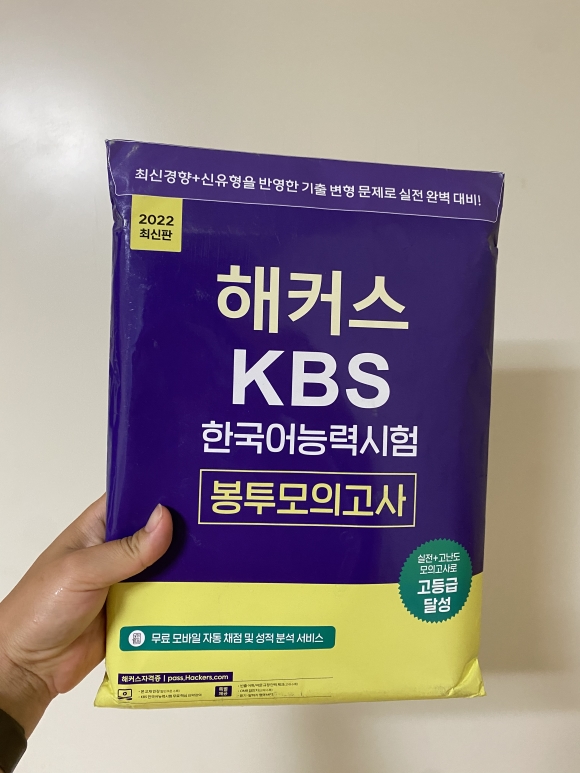 최신경향+신유형을 반영한 기출 변형 문제로 실전 완벽 대비!
2022
최신판
해커스
KBS
한국어능력시험
봉투모의고사
실전+고난도
모의고사로
고등급
달성
무료 모바일 자동 채점 및 성적 분석 서비스
해커스자격증 | pass.Hackers.com